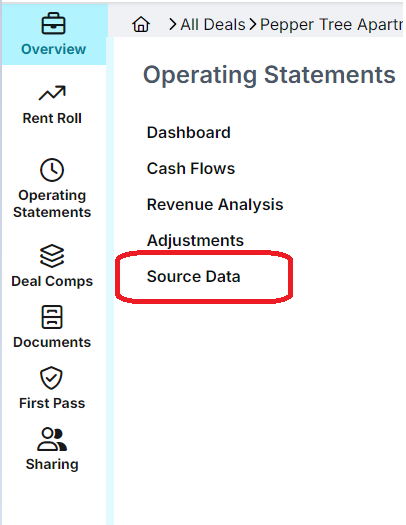 Overview
Rent Roll
Operating
Statements
Deal Comps
Documents
First Pass
Sharing
All Deals Pepper Tree Apart
Operating Statements
Dashboard
Cash Flows
Revenue Analysis
Adjustments
Source Data